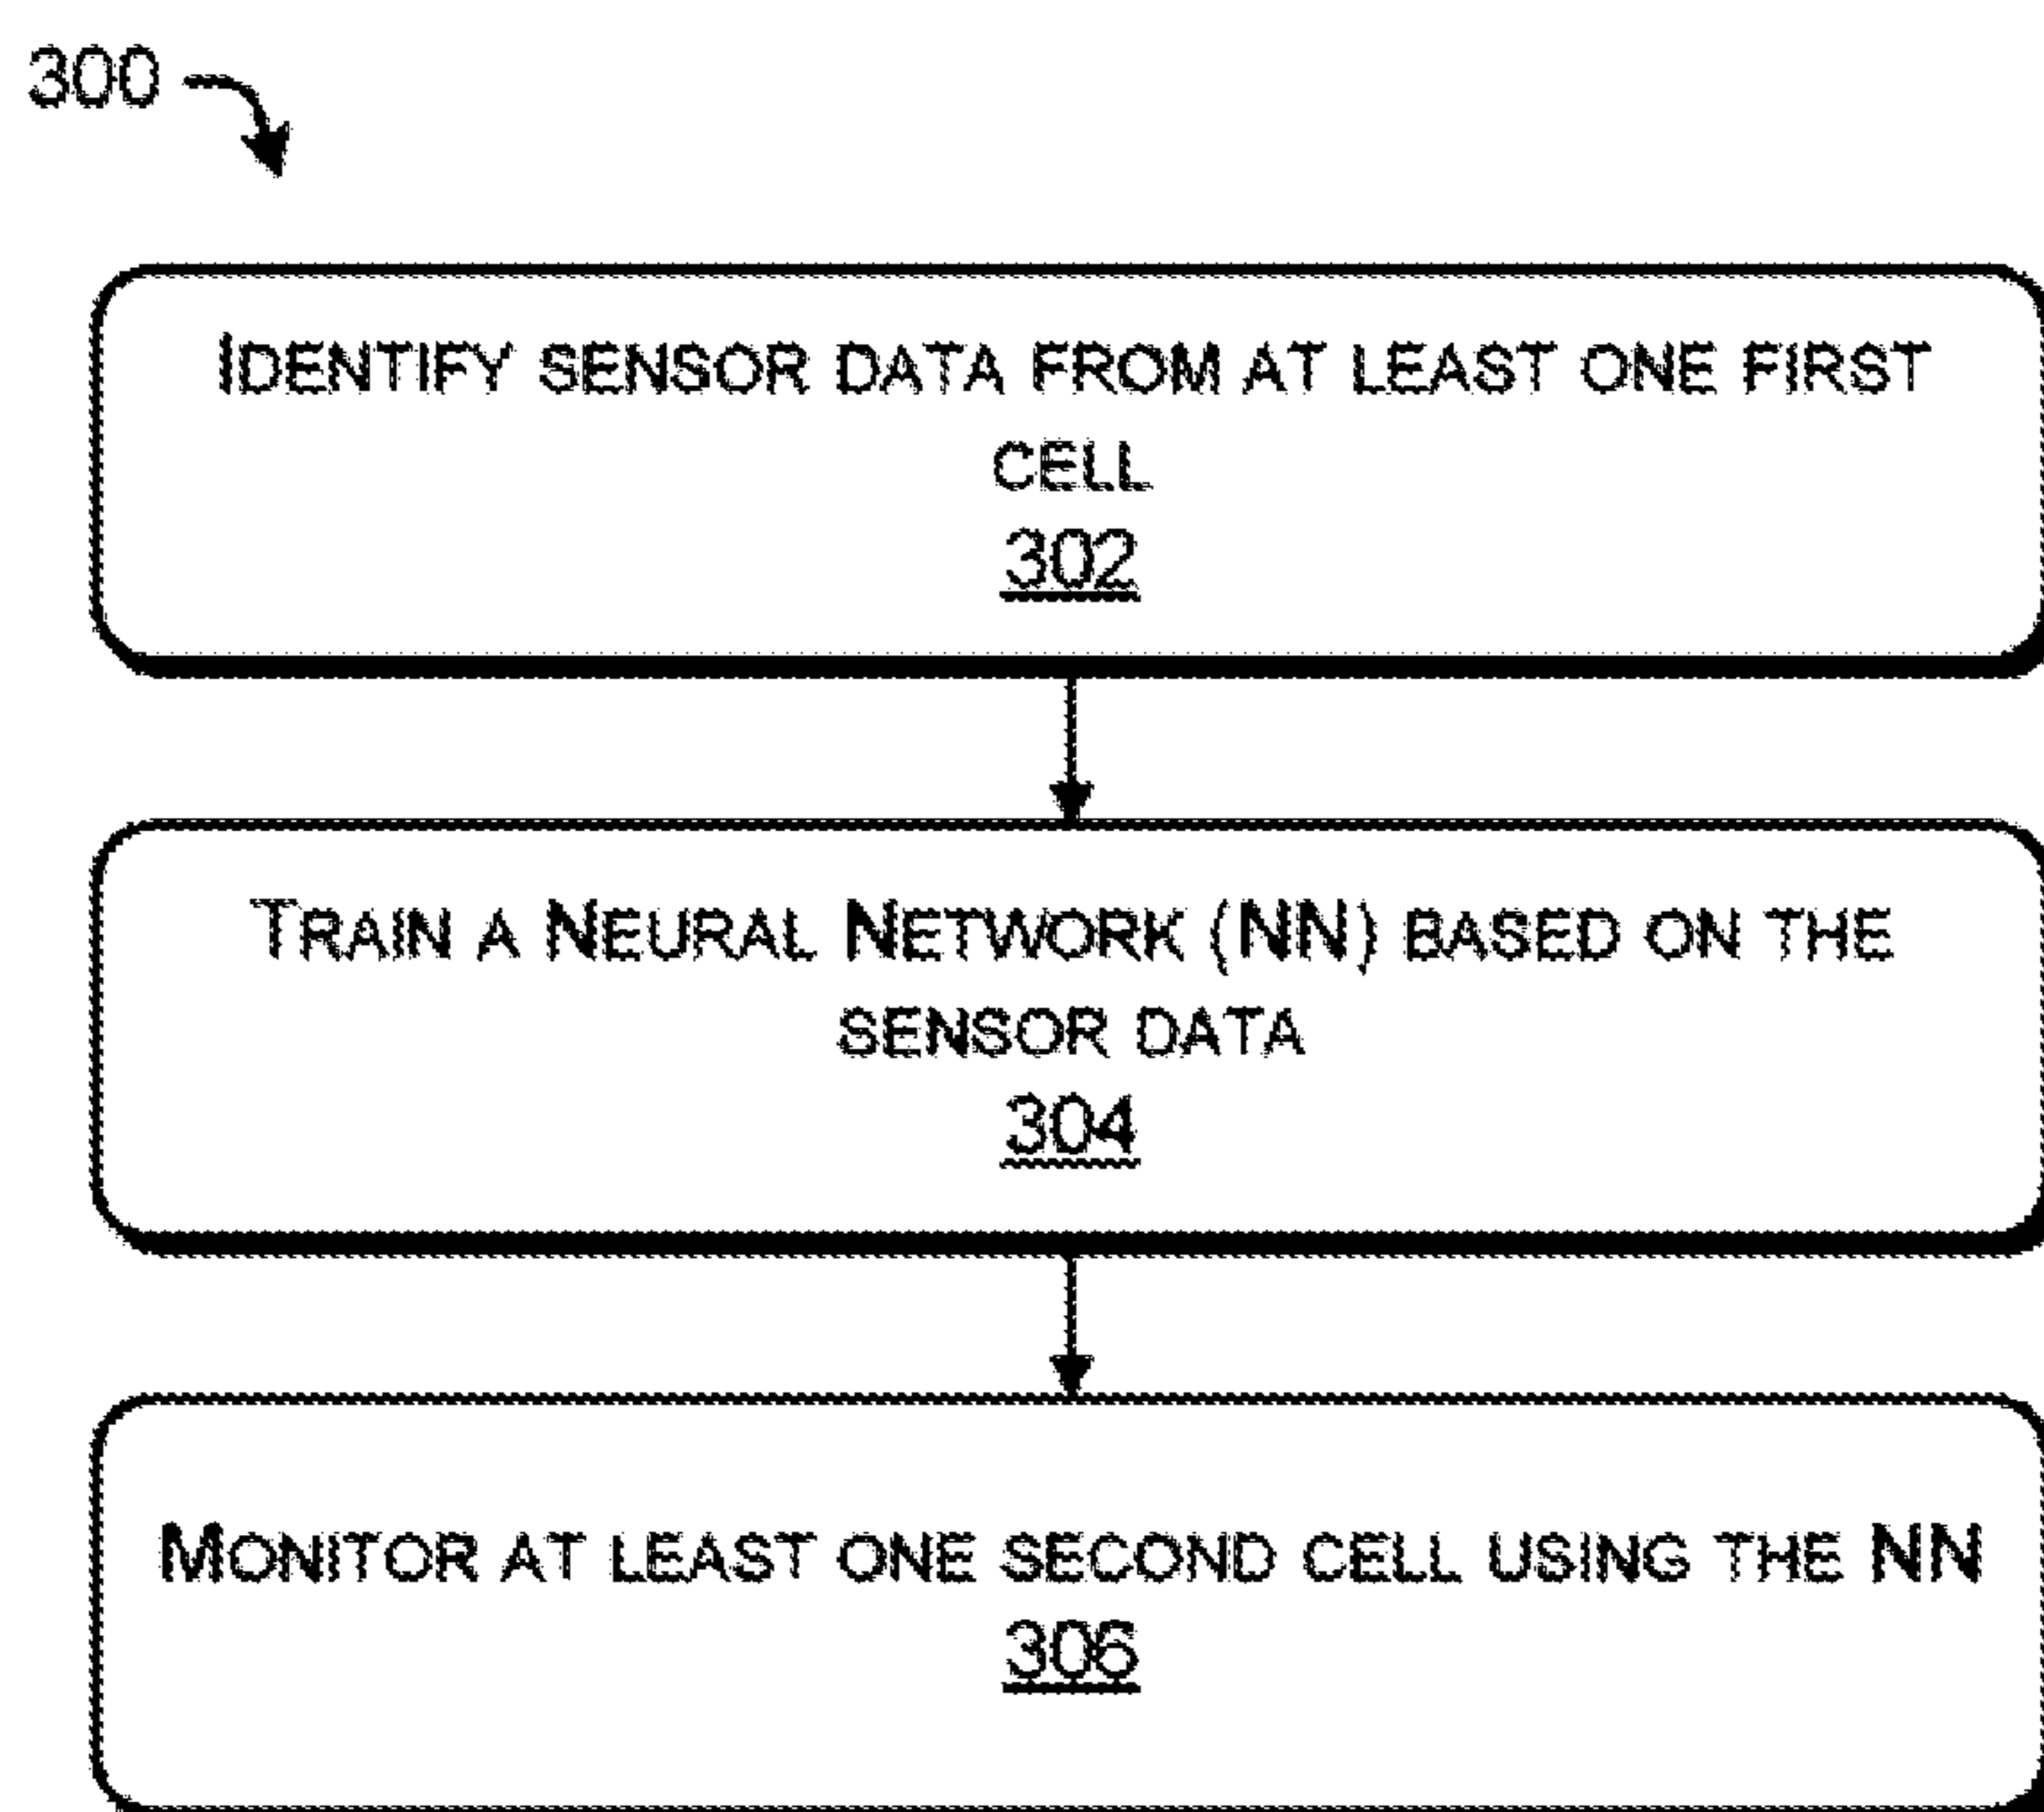 300
IDENTIFY SENSOR DATA FROM AT LEAST ONE FIRST
CELL
302
TRAIN A NEURAL NETWORK (NN) BASED ON THE
SENSOR DATA
304
MONITOR AT LEAST ONE SECOND CELL USING THE NN
306